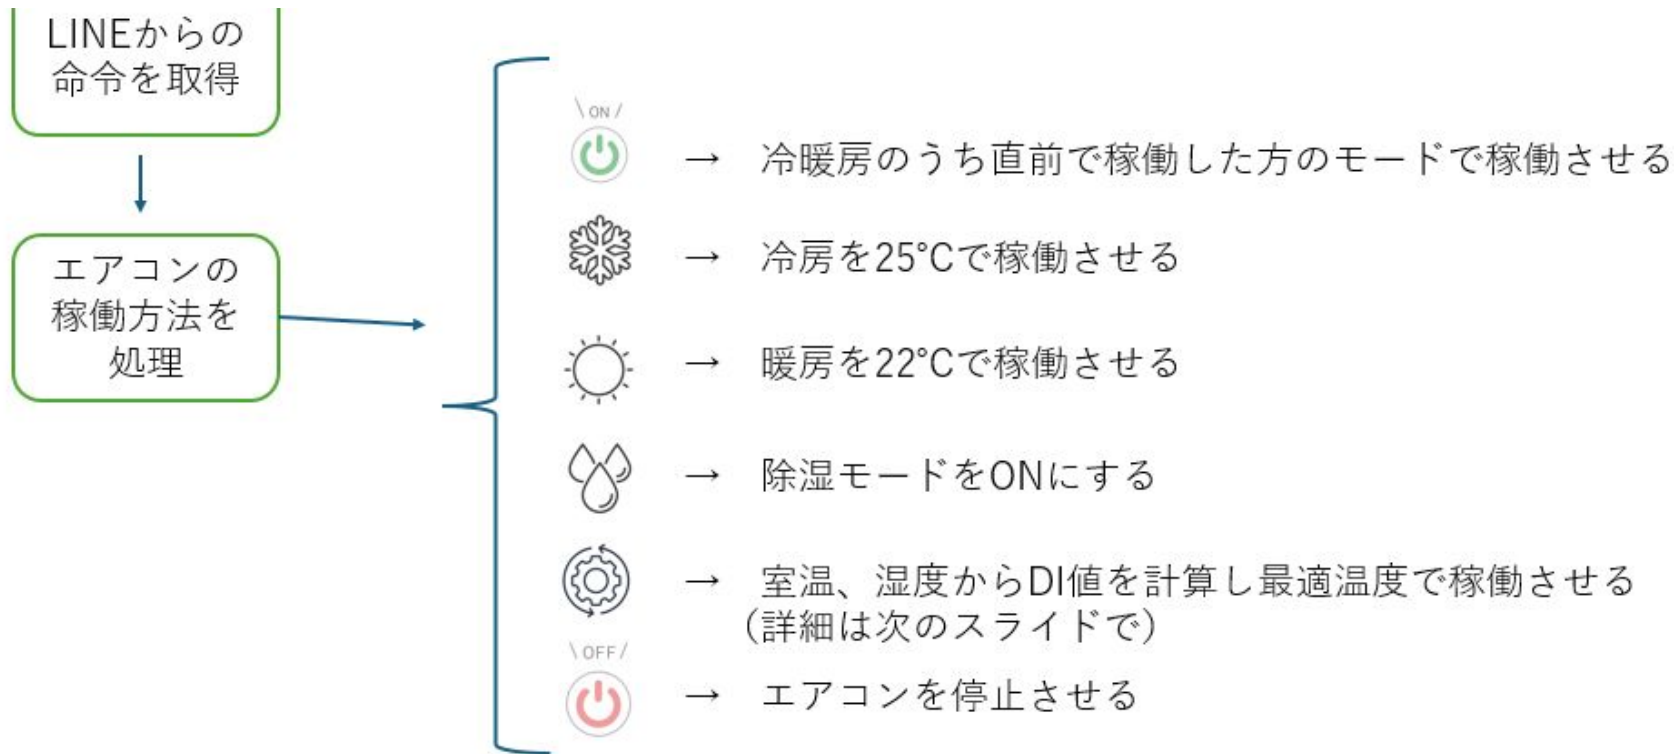 LINEからの
命令を取得
エアコンの
稼働方法を
処理
\ ON /
→ 冷暖房のうち直前で稼働した方のモードで稼働させる
→ 冷房を25°Cで稼働させる
→ 暖房を22°Cで稼働させる
→ 除湿モードをONにする
→ 室温、湿度からDI値を計算し最適温度で稼働させる
(詳細は次のスライドで)
\ OFF /
→ エアコンを停止させる